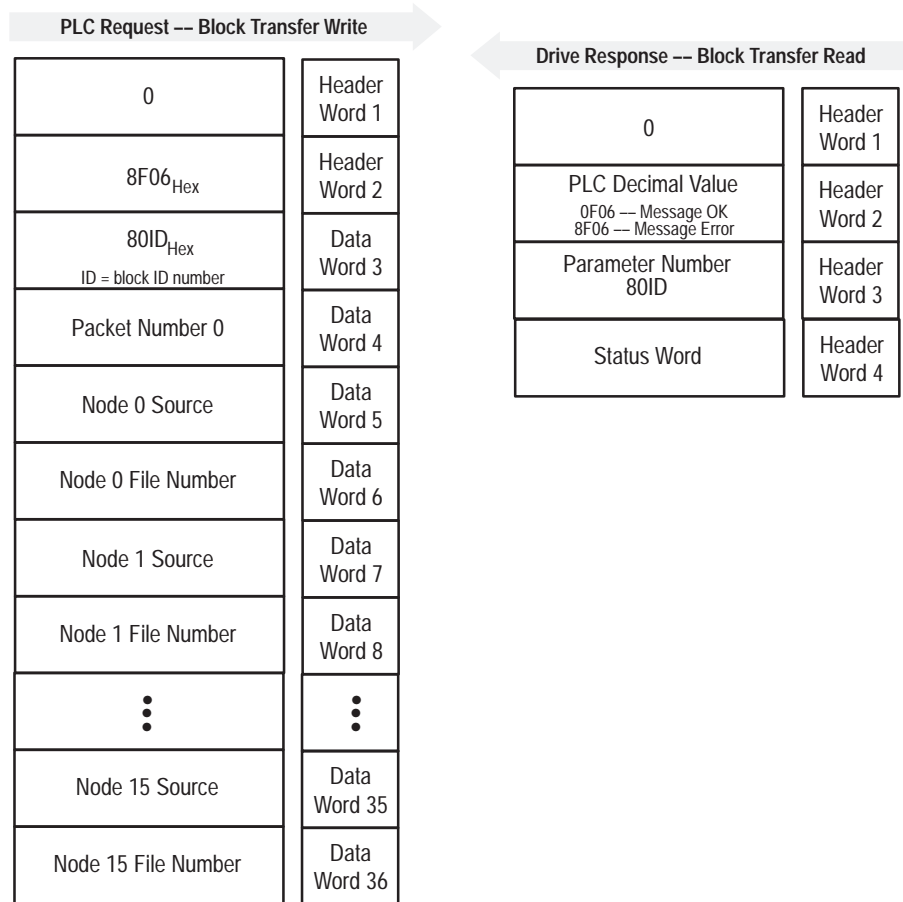 PLC Request –– Block Transfer Write
0
Header
Word 1
8F06Hex
Header
Word 2
80IDHex
ID = block ID number
Data
Word 3
Packet Number 0
Data
Word 4
Node 0 Source
Data
Word 5
Node 0 File Number
Data
Word 6
Node 1 Source
Data
Word 7
Node 1 File Number
Data
Word 8
Node 15 Source
Data
Word 35
Node 15 File Number
Data
Word 36
Drive Response –– Block Transfer Read
0
Header
Word 1
PLC Decimal Value
0F06 –– Message OK
8F06 –– Message Error
Header
Word 2
Parameter Number
80ID
Header
Word 3
Status Word
Header
Word 4